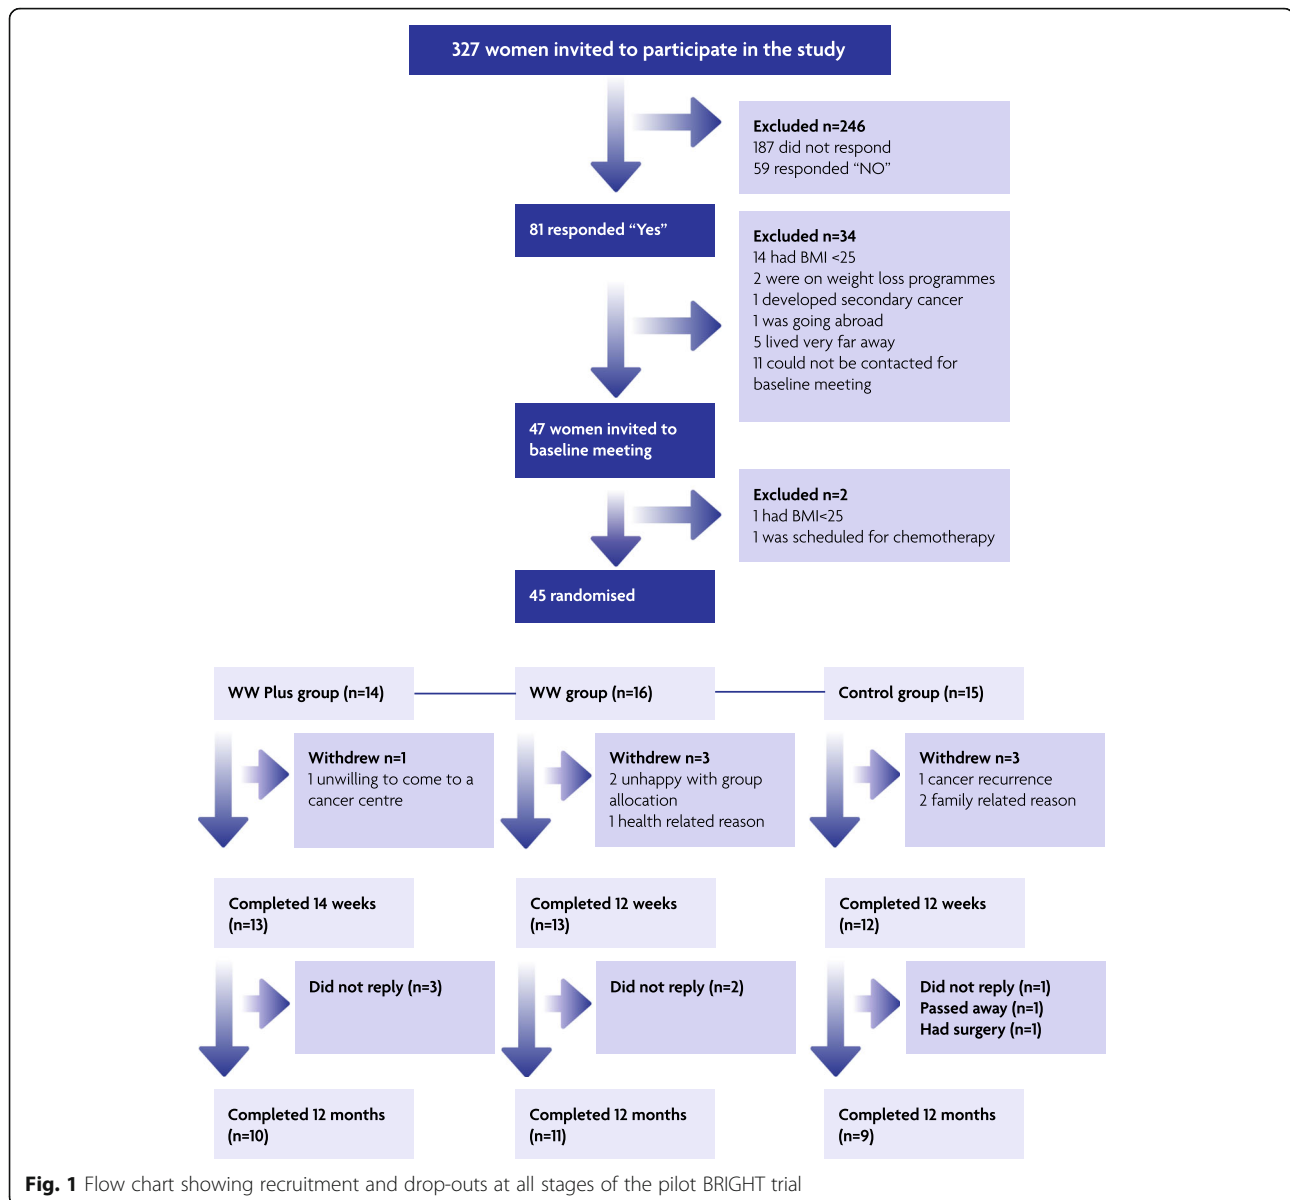 327 women invited to participate in the study
Excluded n=246
187 did not respond
59 responded “NO”
81 responded “Yes”
Excluded n=34
14 had BMI <25
2 were on weight loss programmes
1 developed secondary cancer
1 was going abroad
5 lived very far away
11 could not be contacted for
baseline meeting
47 women invited to
baseline meeting
Excluded n=2
1 had BMI<25
1 was scheduled for chemotherapy
45 randomised
WW Plus group (n=14)
WW group (n=16)
Control group (n=15)
Withdrew n=1
1 unwilling to come to a
cancer centre
Withdrew n=3
2 unhappy with group
allocation
1 health related reason
Withdrew n=3
1 cancer recurrence
2 family related reason
Completed 14 weeks
(n=13)
Completed 12 weeks
(n=13)
Completed 12 weeks
(n=12)
Did not reply (n=3)
Did not reply (n=2)
Did not reply (n=1)
Passed away (n=1)
Had surgery (n=1)
Completed 12 months
(n=10)
Completed 12 months
(n=11)
Completed 12 months
(n=9)
Fig. 1 Flow chart showing recruitment and drop-outs at all stages of the pilot BRIGHT trial